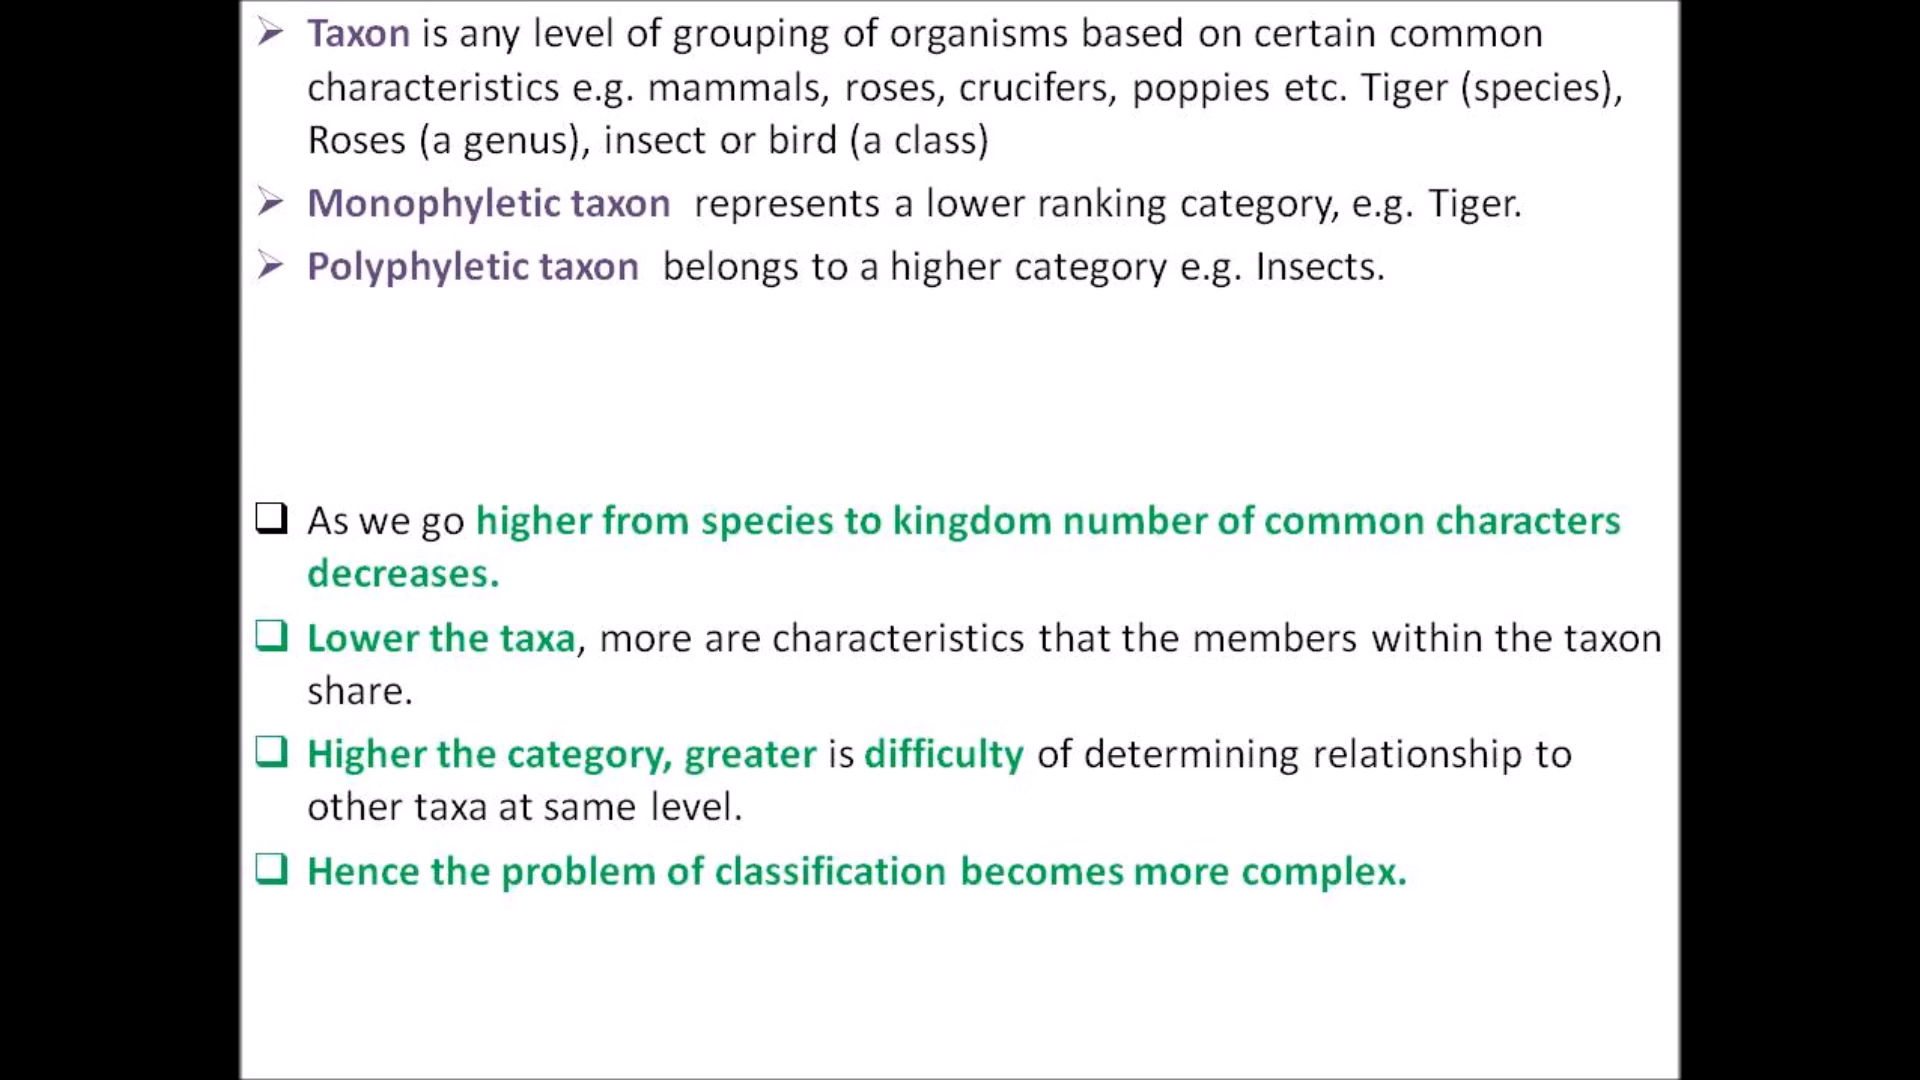 Taxon is any level of grouping of organisms based on certain common
characteristics e.g. mammals, roses, crucifers, poppies etc. Tiger (species),
Roses (a genus), insect or bird (a class)
Monophyletic taxon represents a lower ranking category, e.g. Tiger.
Polyphyletic taxon belongs to a higher category e.g. Insects.
As we go higher from species to kingdom number of common characters
decreases.
Lower the taxa, more are characteristics that the members within the taxon
share.
Higher the category, greater is difficulty of determining relationship to
other taxa at same level.
Hence the problem of classification becomes more complex.